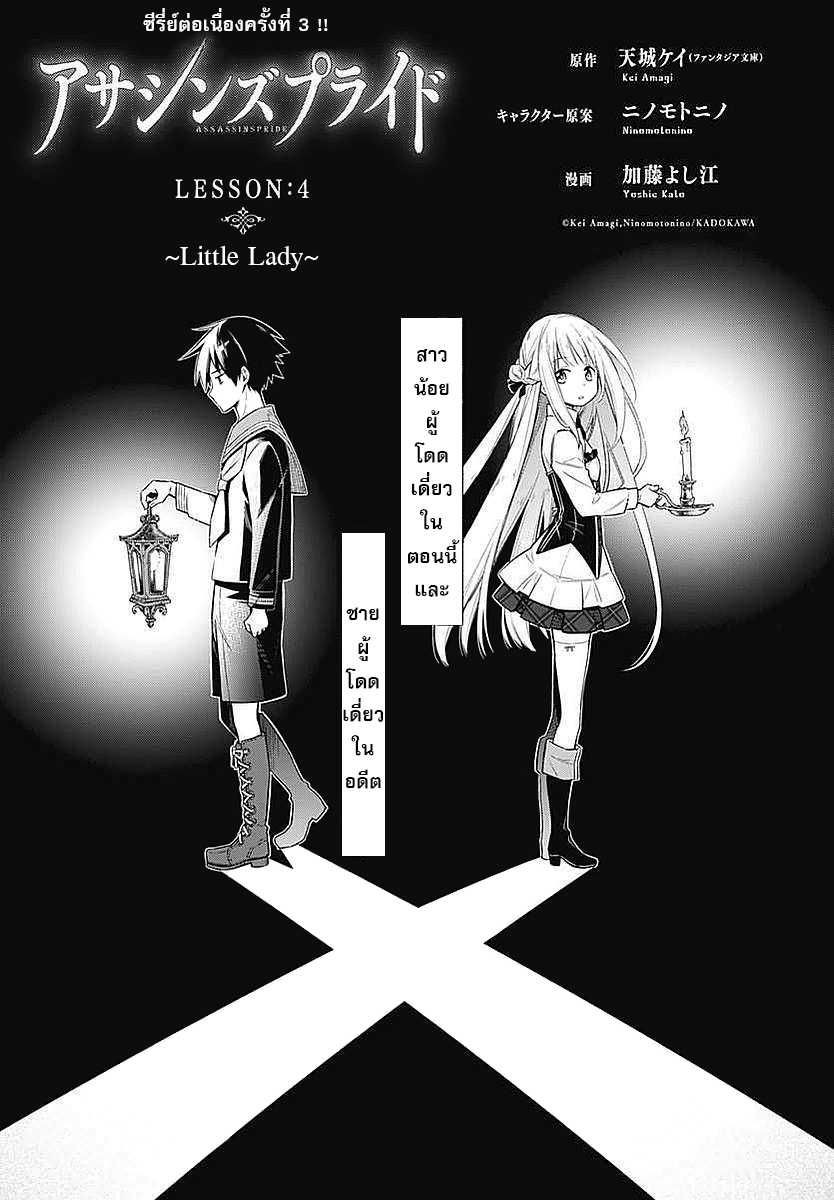 ซีรี่ย์ต่อเนื่องครั้งที่ 3 !!
アサシンズプライド
ASSASSINSPRIDE
LESSON:4
~Little Lady~
原作 天城ケイ(ファンタジア文庫)
Kei Amagi
キャラクター原案 ニノモトニノ
Ninomotonino
漫画 加藤よし江
Yoshie Kato
©Kei Amagi,Ninomotonino/KADOKAWA
สาว
น้อย
ผู้
โดด
เดี่ยว
ใน
ตอนนี้
และ
ชาย
ผู้
โดด
เดี่ยว
ใน
อดีต